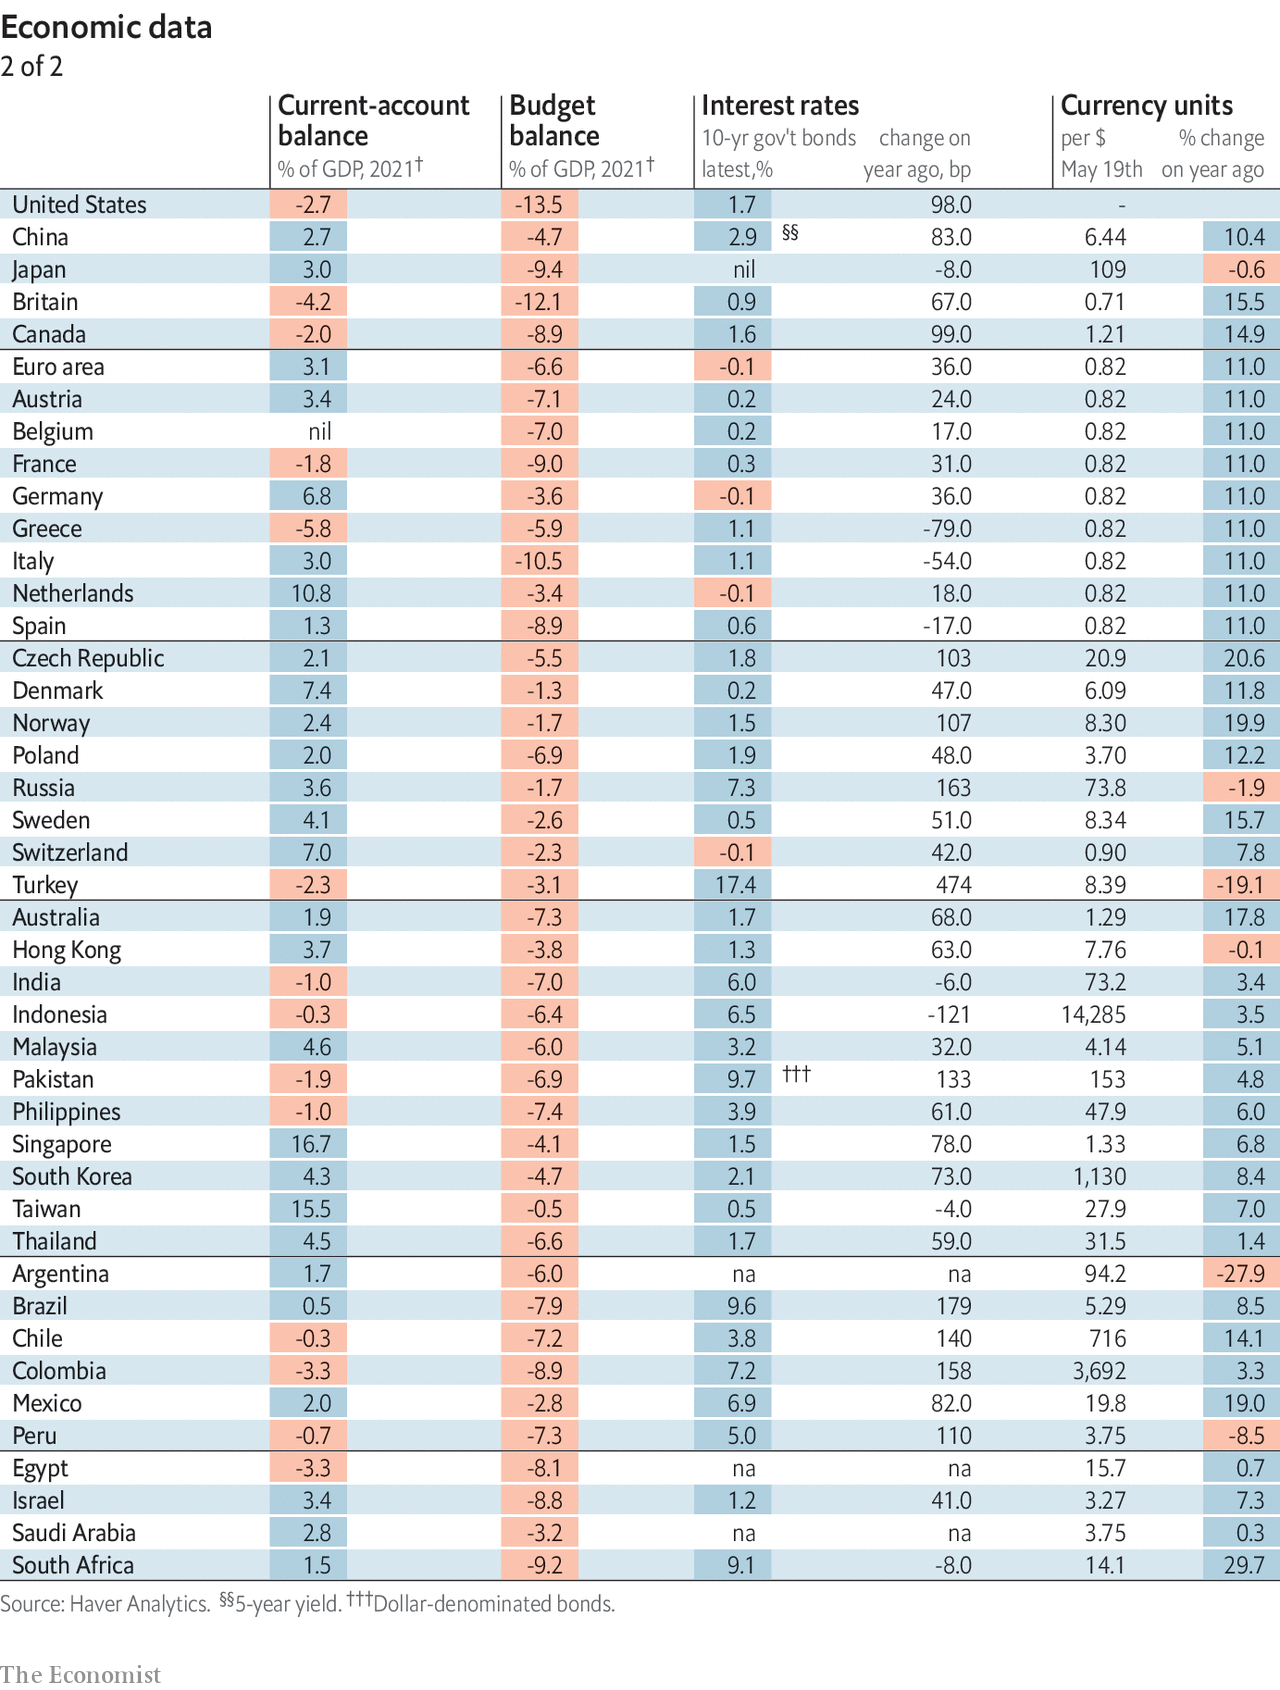 Economic data
2 of 2
Current-account balance % of GDP, 2021† Budget balance % of GDP, 2021† Interest rates 10-yr gov't bonds latest,% change on year ago, bp Currency units per $ May 19th % change on year ago
United States -2.7 -13.5 1.7 98.0 -
China 2.7 -4.7 2.9 §§ 83.0 6.44 10.4
Japan 3.0 -9.4 nil -8.0 109 -0.6
Britain -4.2 -12.1 0.9 67.0 0.71 15.5
Canada -2.0 -8.9 1.6 99.0 1.21 14.9
Euro area 3.1 -6.6 -0.1 36.0 0.82 11.0
Austria 3.4 -7.1 0.2 24.0 0.82 11.0
Belgium nil -7.0 0.2 17.0 0.82 11.0
France -1.8 -9.0 0.3 31.0 0.82 11.0
Germany 6.8 -3.6 -0.1 36.0 0.82 11.0
Greece -5.8 -5.9 1.1 -79.0 0.82 11.0
Italy 3.0 -10.5 1.1 -54.0 0.82 11.0
Netherlands 10.8 -3.4 -0.1 18.0 0.82 11.0
Spain 1.3 -8.9 0.6 -17.0 0.82 11.0
Czech Republic 2.1 -5.5 1.8 103 20.9 20.6
Denmark 7.4 -1.3 0.2 47.0 6.09 11.8
Norway 2.4 -1.7 1.5 107 8.30 19.9
Poland 2.0 -6.9 1.9 48.0 3.70 12.2
Russia 3.6 -1.7 7.3 163 73.8 -1.9
Sweden 4.1 -2.6 0.5 51.0 8.34 15.7
Switzerland 7.0 -2.3 -0.1 42.0 0.90 7.8
Turkey -2.3 -3.1 17.4 474 8.39 -19.1
Australia 1.9 -7.3 1.7 68.0 1.29 17.8
Hong Kong 3.7 -3.8 1.3 63.0 7.76 -0.1
India -1.0 -7.0 6.0 -6.0 73.2 3.4
Indonesia -0.3 -6.4 6.5 -121 14,285 3.5
Malaysia 4.6 -6.0 3.2 32.0 4.14 5.1
Pakistan -1.9 -6.9 9.7 ††† 133 153 4.8
Philippines -1.0 -7.4 3.9 61.0 47.9 6.0
Singapore 16.7 -4.1 1.5 78.0 1.33 6.8
South Korea 4.3 -4.7 2.1 73.0 1,130 8.4
Taiwan 15.5 -0.5 0.5 -4.0 27.9 7.0
Thailand 4.5 -6.6 1.7 59.0 31.5 1.4
Argentina 1.7 -6.0 na na 94.2 -27.9
Brazil 0.5 -7.9 9.6 179 5.29 8.5
Chile -0.3 -7.2 3.8 140 716 14.1
Colombia -3.3 -8.9 7.2 158 3,692 3.3
Mexico 2.0 -2.8 6.9 82.0 19.8 19.0
Peru -0.7 -7.3 5.0 110 3.75 -8.5
Egypt -3.3 -8.1 na na 15.7 0.7
Israel 3.4 -8.8 1.2 41.0 3.27 7.3
Saudi Arabia 2.8 -3.2 na na 3.75 0.3
South Africa 1.5 -9.2 9.1 -8.0 14.1 29.7
Source: Haver Analytics. §§5-year yield. †††Dollar-denominated bonds.
The Economist